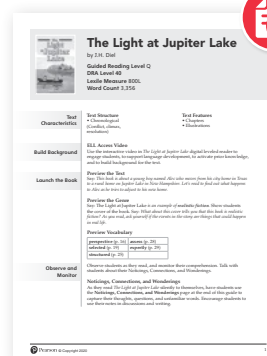 The Light at Jupiter Lake
by J.H. Diel
Guided Reading Level Q
DRA Level 40
Lexile Measure 800L
Word Count 3,356
Text
Characteristics
Text Structure
• Chronological
(Conflict, climax,
resolution)
Text Features
• Chapters
• Illustrations
Build Background
ELL Access Video
Use the interactive video in The Light at Jupiter Lake digital leveled reader to
engage students, to support language development, to activate prior knowledge,
and to build background for the text.
Launch the Book
Preview the Text
Say: This book is about a young boy named Alec who moves from his city home in Texas
to a rural home on Jupiter Lake in New Hampshire. Let's read to find out what happens
to Alec as he tries to adjust to his new home.
Preview the Genre
Say: The Light at Jupiter Lake is an example of realistic fiction. Show students
the cover of the book. Say: What about this cover tells you that this book is realistic
fiction? As you read, ask yourself if the events in the story are things that could happen
in real life.
Preview Vocabulary
perspective (p. 16) access (p. 28)
selected (p. 19) expertly (p. 29)
structured (p. 29)
Observe and
Monitor
Observe students as they read, and monitor their comprehension. Talk with
students about their Noticings, Connections, and Wonderings.
Noticings, Connections, and Wonderings
As they read The Light at Jupiter Lake silently to themselves, have students use
the Noticings, Connections, and Wonderings page at the end of this guide to
capture their thoughts, questions, and unfamiliar words. Encourage students to
use their notes in discussions and writing.
Pearson © Copyright 2020
1